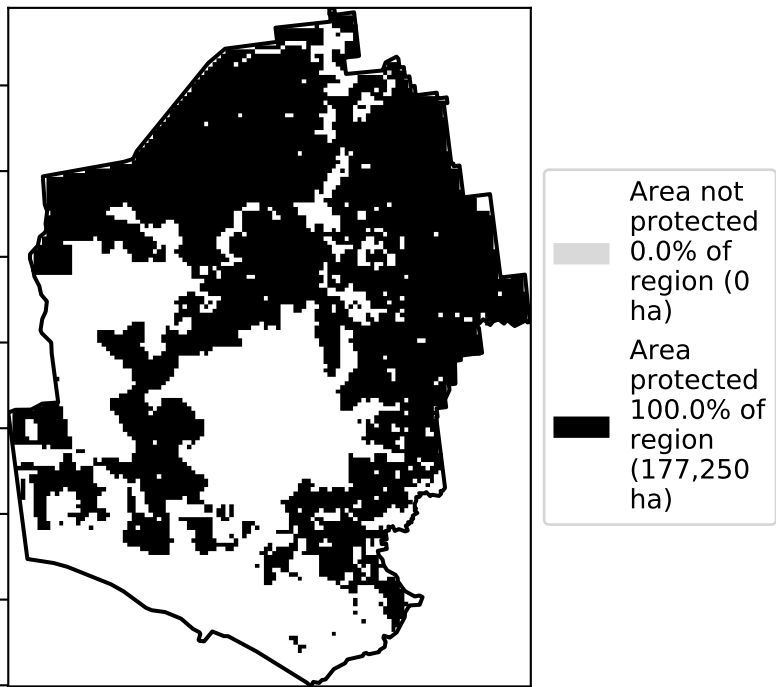 Area not
protected
0.0% of
region (0
ha)
Area
protected
100.0% of
region
(177,250
ha)